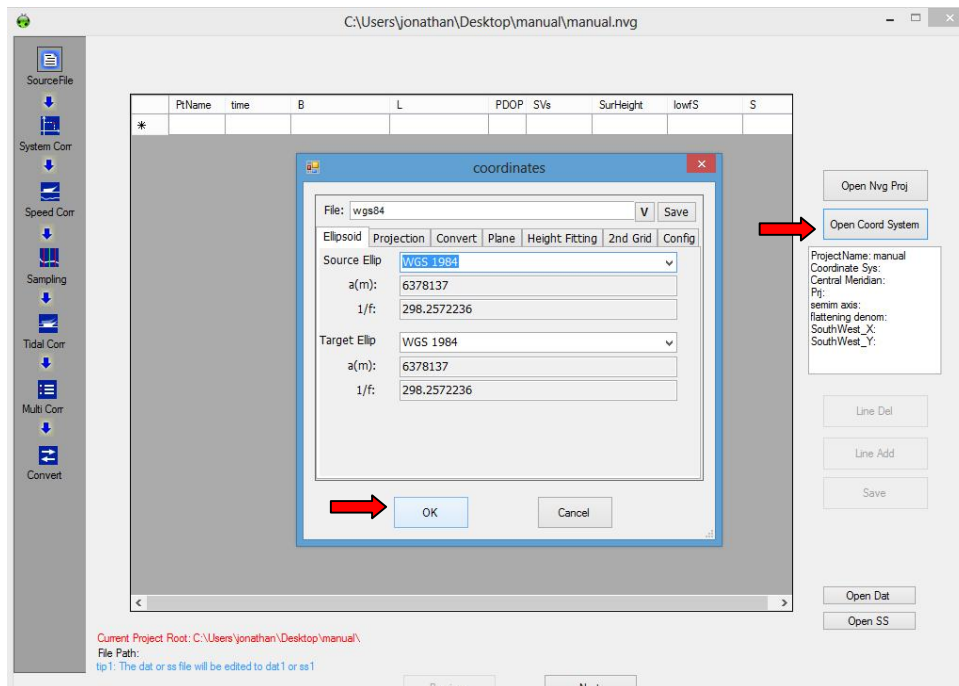 C:\Users\jonathan\Desktop\manual\manual.nvg
SourceFile
System Corr
Speed Corr
Sampling
Tidal Corr
Multi Corr
Convert
PtName time B L PDOP SVs SurHeight lowfS S
*
coordinates
File: wgs84 V Save
Ellipsoid Projection Convert Plane Height Fitting 2nd Grid Config
Source Ellip WGS 1984
a(m): 6378137
1/f: 298.2572236
Target Ellip WGS 1984
a(m): 6378137
1/f: 298.2572236
OK Cancel
Open Nvg Proj
Open Coord System
ProjectName: manual
Coordinate Sys:
Central Meridian:
Prj:
semim axis:
flattening denom:
SouthWest_X:
SouthWest_Y:
Line Del
Line Add
Save
Open Dat
Open SS
Current Project Root: C:\Users\jonathan\Desktop\manual\
File Path:
tip1: The dat or ss file will be edited to dat1 or ss1